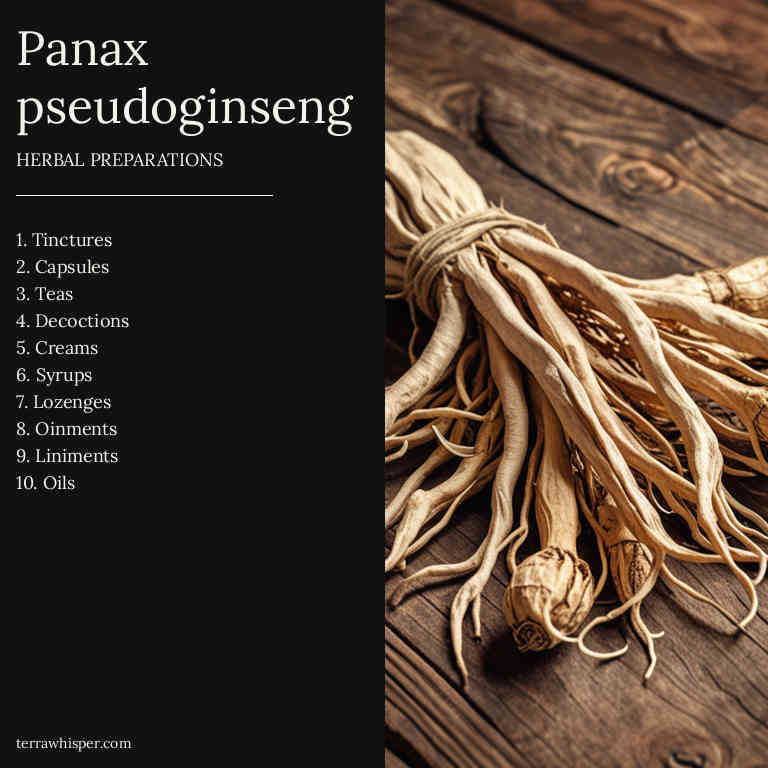 Panax
pseudoginseng
HERBAL PREPARATIONS
1. Tinctures
2. Capsules
3. Teas
4. Decoctions
5. Creams
6. Syrups
7. Lozenges
8. Oinments
9. Liniments
10. Oils
terrawhisper.com